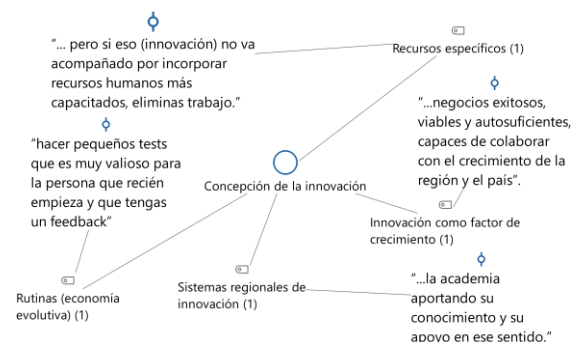 "... pero si eso (innovación) no va
acompañado por incorporar
recursos humanos más
capacitados, eliminas trabajo."
Recursos específicos (1)
"...negocios exitosos,
viables y autosuficientes,
capaces de colaborar
con el crecimiento de la
región y el país".
"hacer pequeños tests
que es muy valioso para
la persona que recién
empieza y que tengas
un feedback"
Concepción de la innovación
Innovación como factor de
crecimiento (1)
Rutinas (economía
evolutiva) (1)
Sistemas regionales de
innovación (1)
"...la academia
aportando su
conocimiento y su
apoyo en ese sentido."